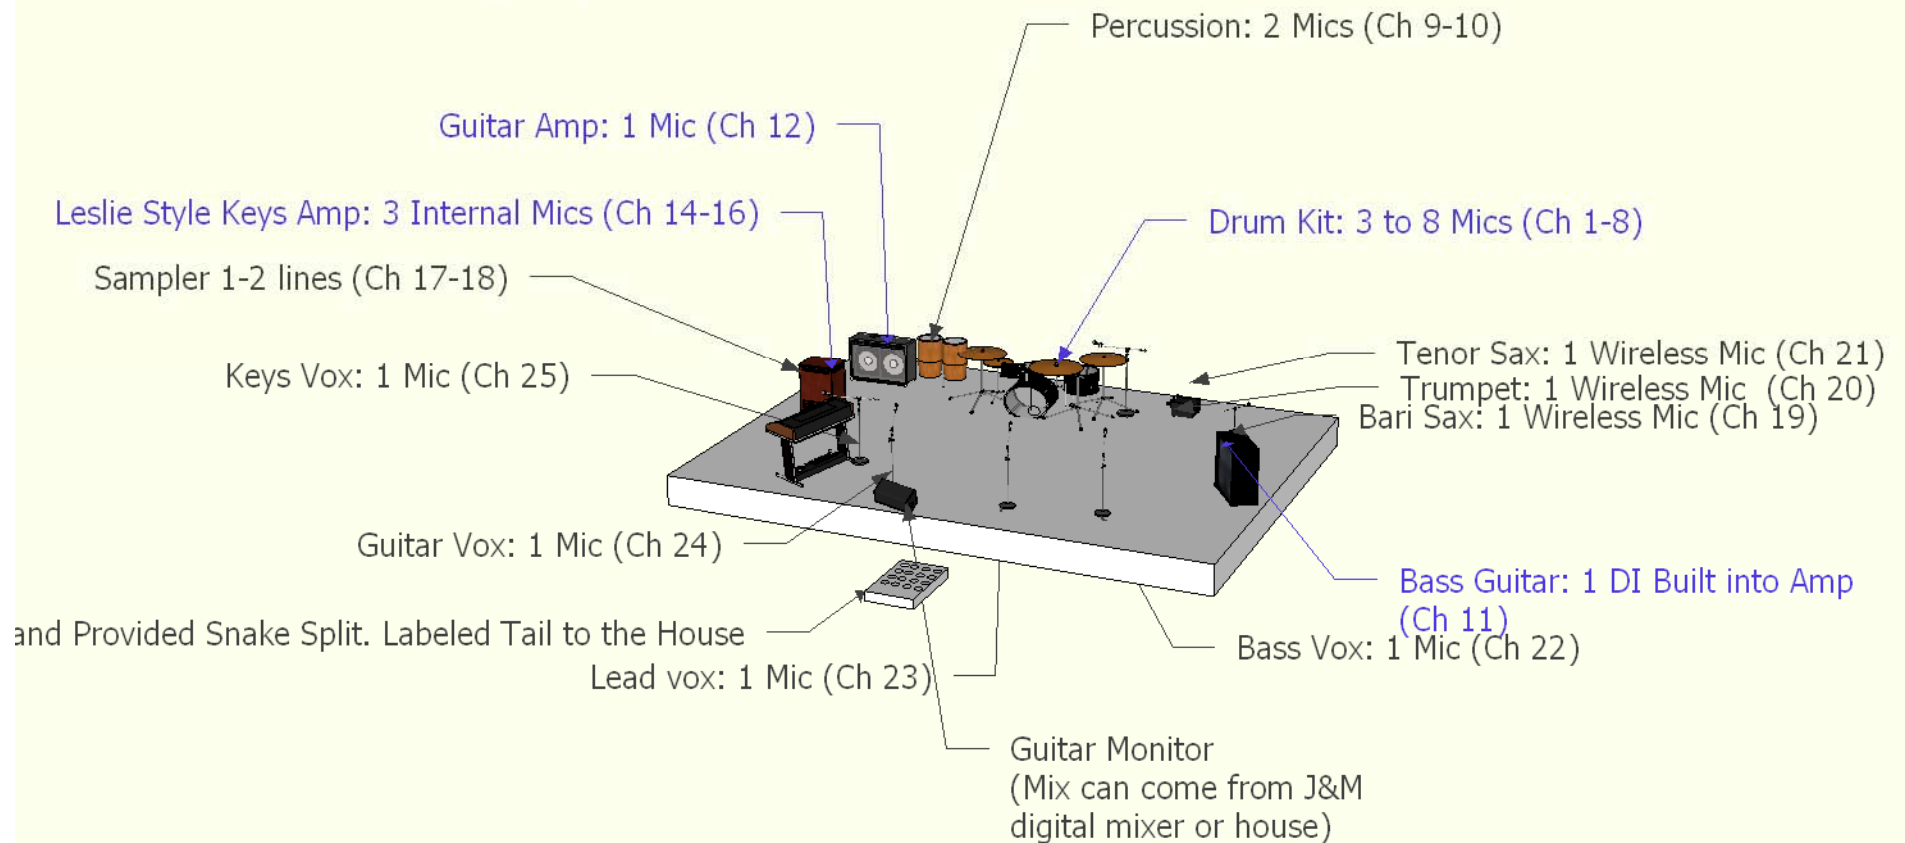 Percussion: 2 Mics (Ch 9-10)
Guitar Amp: 1 Mic (Ch 12)
Leslie Style Keys Amp: 3 Internal Mics (Ch 14-16)
Drum Kit: 3 to 8 Mics (Ch 1-8)
Sampler 1-2 lines (Ch 17-18)
Tenor Sax: 1 Wireless Mic (Ch 21)
Keys Vox: 1 Mic (Ch 25)
Trumpet: 1 Wireless Mic (Ch 20)
Bari Sax: 1 Wireless Mic (Ch 19)
Guitar Vox: 1 Mic (Ch 24)
Bass Guitar: 1 DI Built into Amp
(Ch 11)
and Provided Snake Split. Labeled Tail to the House
Bass Vox: 1 Mic (Ch 22)
Lead vox: 1 Mic (Ch 23)
Guitar Monitor
(Mix can come from J&M
digital mixer or house)